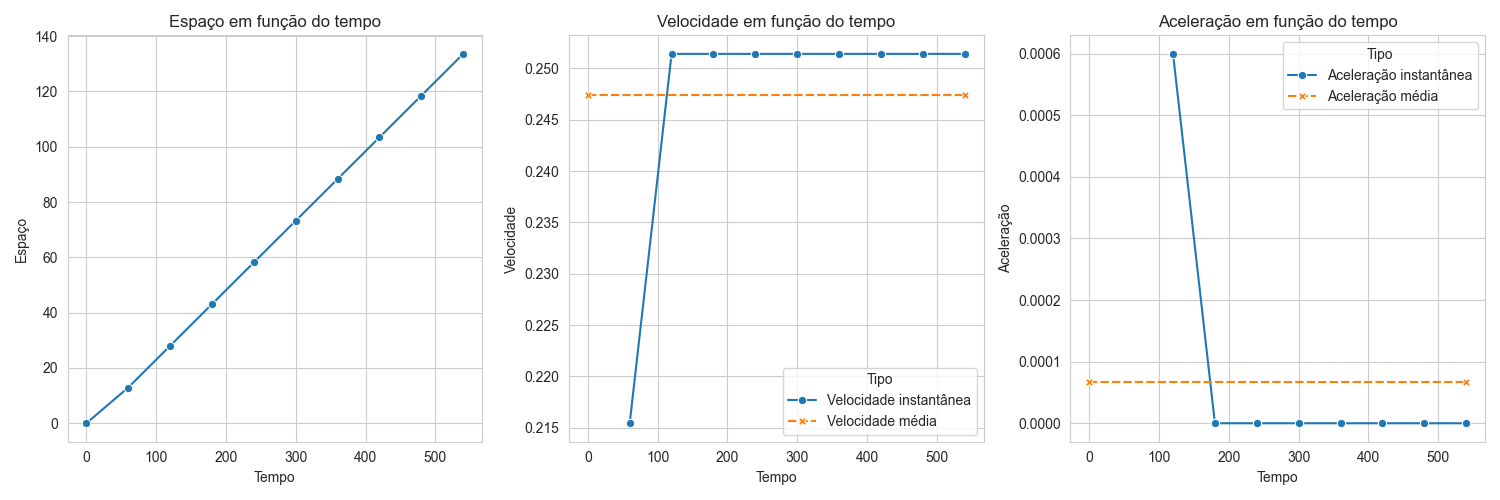 Espaço em função do tempo
140
120
100
80
60
40
20
0
Espaço
0 100 200 300 400 500
Tempo
Velocidade em função do tempo
0.250
0.245
0.240
0.235
0.230
0.225
0.220
0.215
Velocidade
Tipo
Velocidade instantânea
Velocidade média
0 100 200 300 400 500
Tempo
Aceleração em função do tempo
0.0006
0.0005
0.0004
0.0003
0.0002
0.0001
0.0000
Aceleração
Tipo
Aceleração instantânea
Aceleração média
0 100 200 300 400 500
Tempo